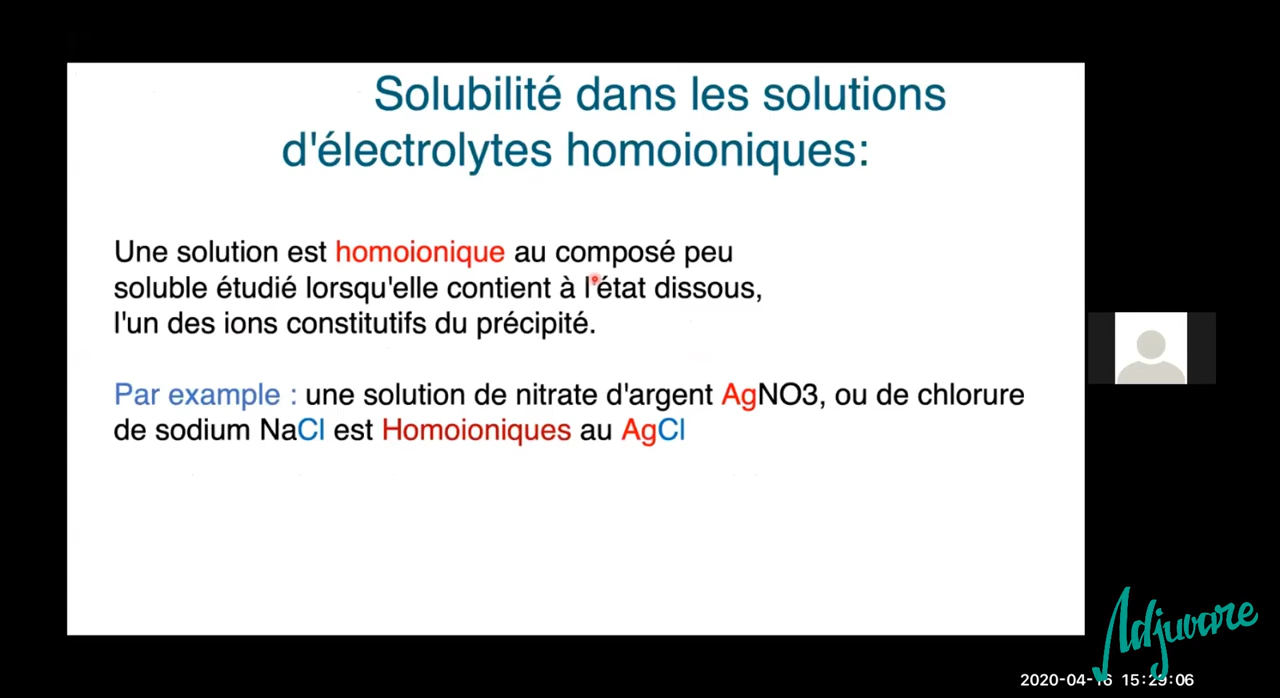 Solubilité dans les solutions
d'électrolytes homoioniques:
Une solution est homoionique au composé peu
soluble étudié lorsqu'elle contient à l'état dissous,
l'un des ions constitutifs du précipité.
Par example : une solution de nitrate d'argent AgNO3, ou de chlorure
de sodium NaCl est Homoioniques au AgCl
Adjuvare
2020-04-16 15:29:06